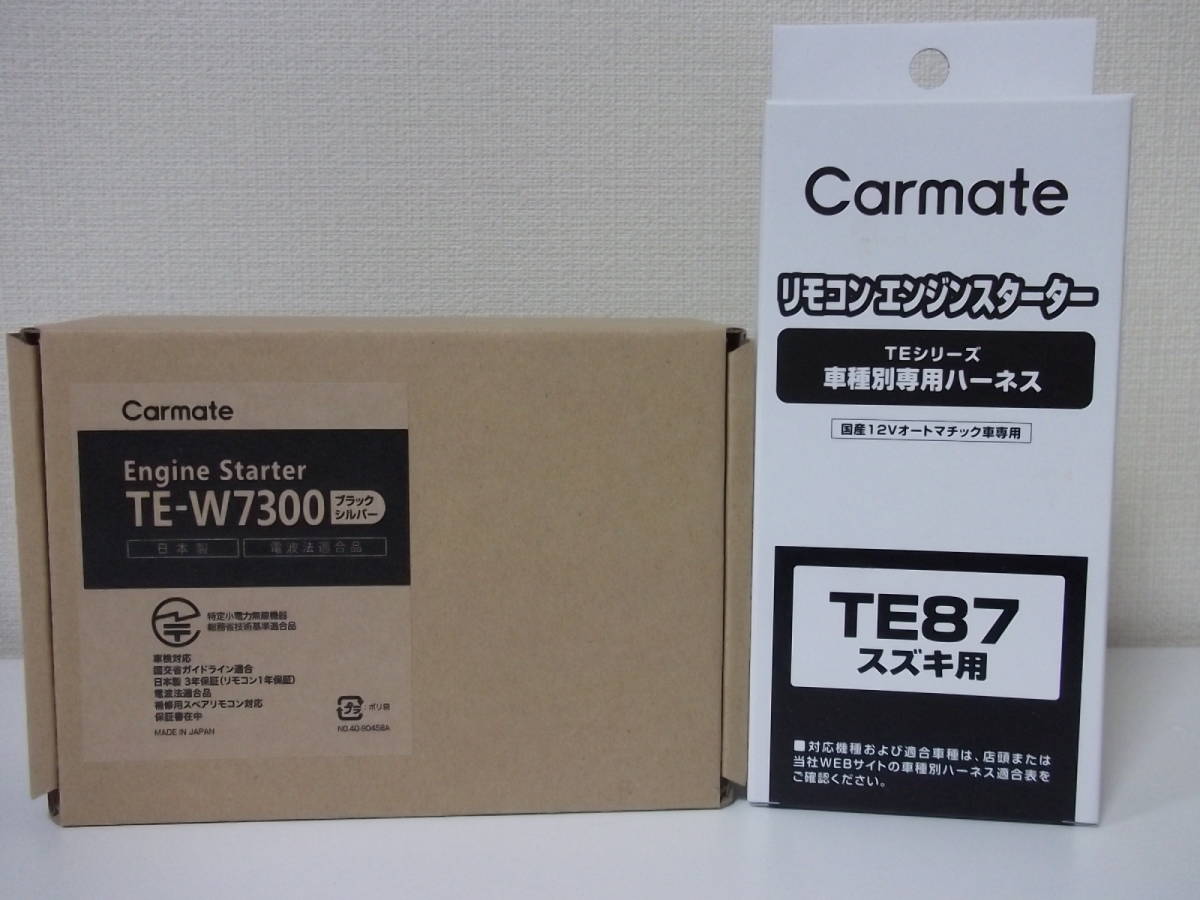 Carmate
Engine Starter
TE-W7300
ブラック
シルバー
日本製
電波法適合品
特定小電力無線機器
総務省技術基準適合品
車検対応
国交省ガイドライン適合
日本製 3年保証(リモコン1年保証)
電波法適合品
補修用スペアリモコン対応
保証書在中
MADE IN JAPAN
プラ
:ポリ袋
NO.40-90458A
Carmate
リモコンエンジンスターター
TEシリーズ
車種別専用ハーネス
国産12Vオートマチック車専用
TE87
スズキ用
■対応機種および適合車種は、店頭または
当社WEBサイトの車種別ハーネス適合表を
ご確認ください。